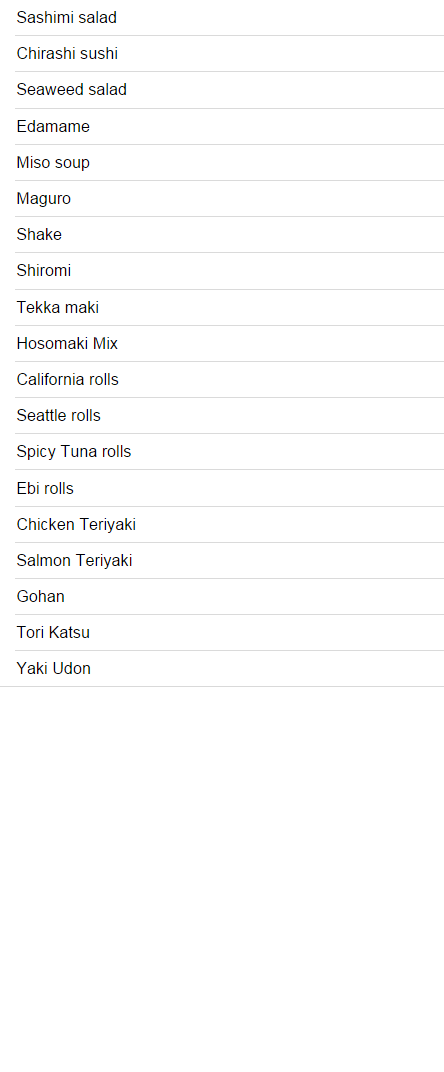 Sashimi salad
Chirashi sushi
Seaweed salad
Edamame
Miso soup
Maguro
Shake
Shiromi
Tekka maki
Hosomaki Mix
California rolls
Seattle rolls
Spicy Tuna rolls
Ebi rolls
Chicken Teriyaki
Salmon Teriyaki
Gohan
Tori Katsu
Yaki Udon